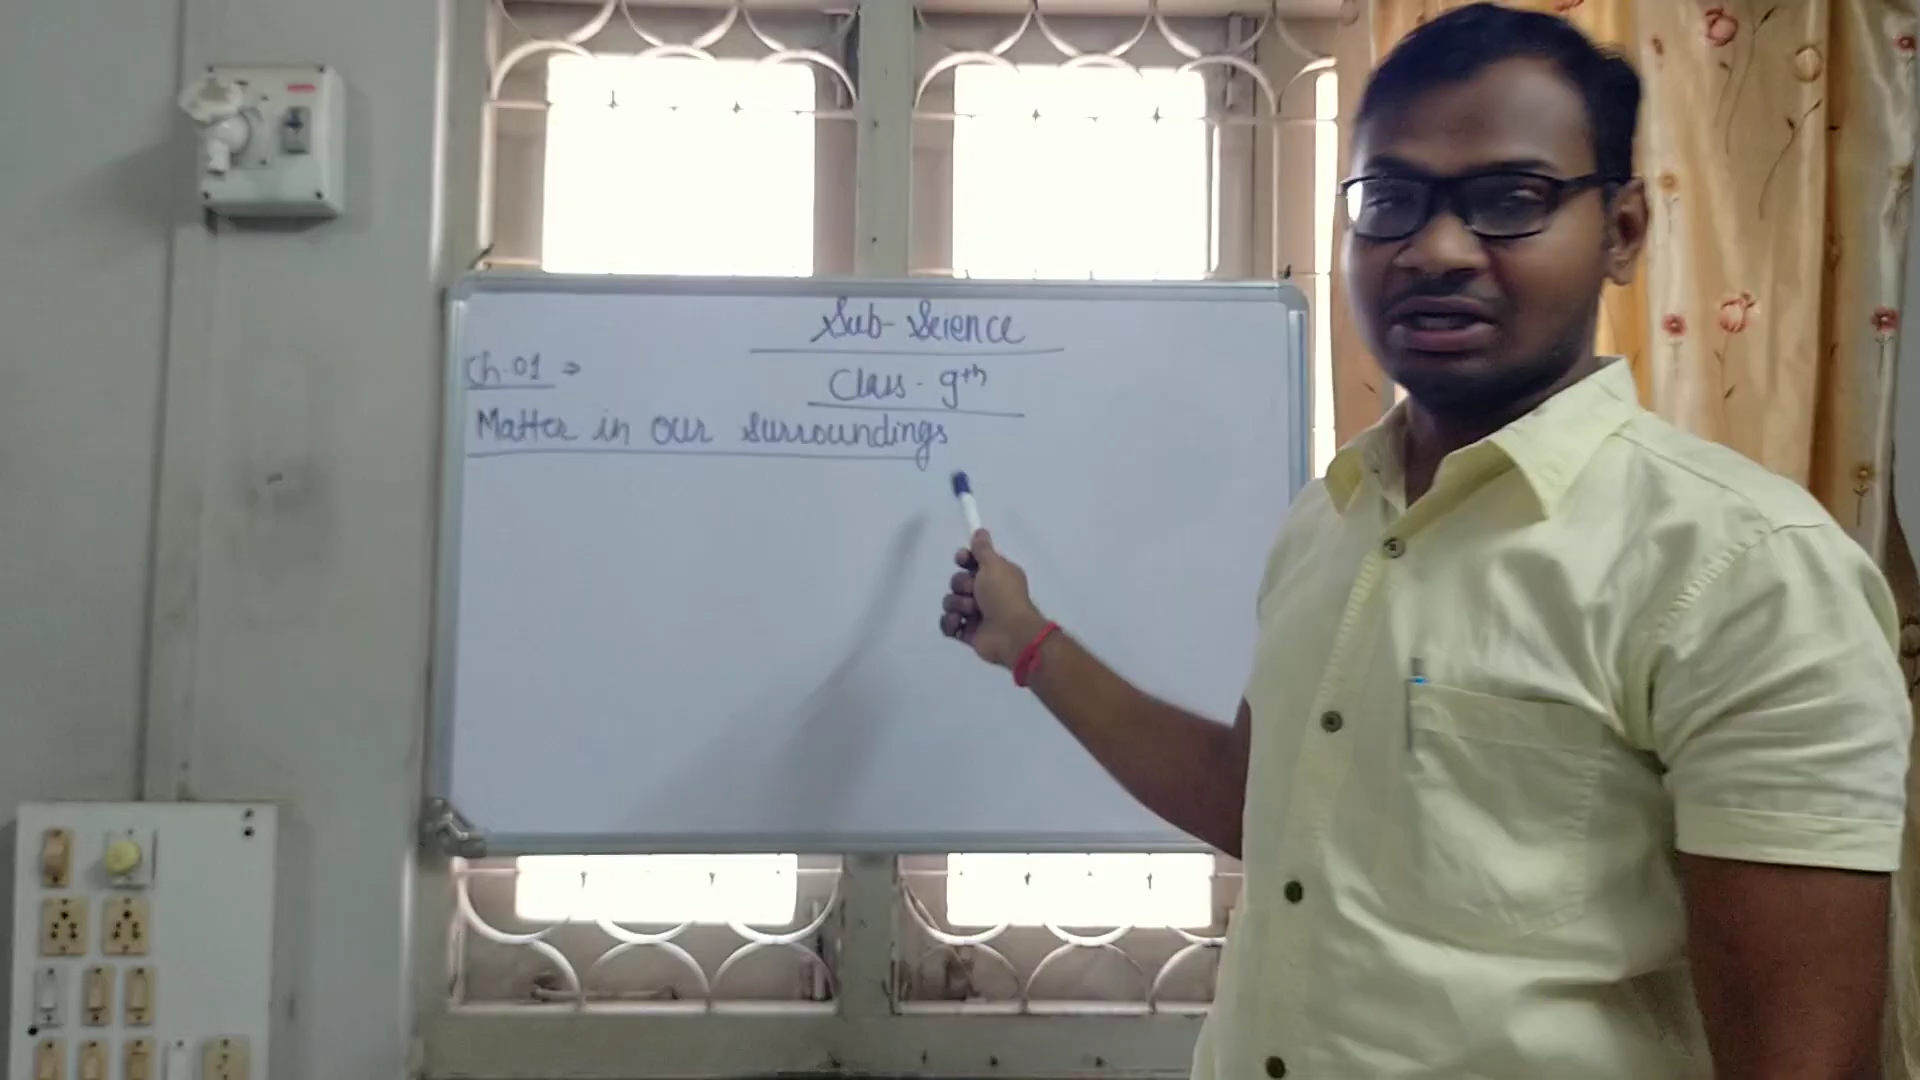 Sub- Science
Class - 9th
Ch-01 ⇒
Matter in our surroundings